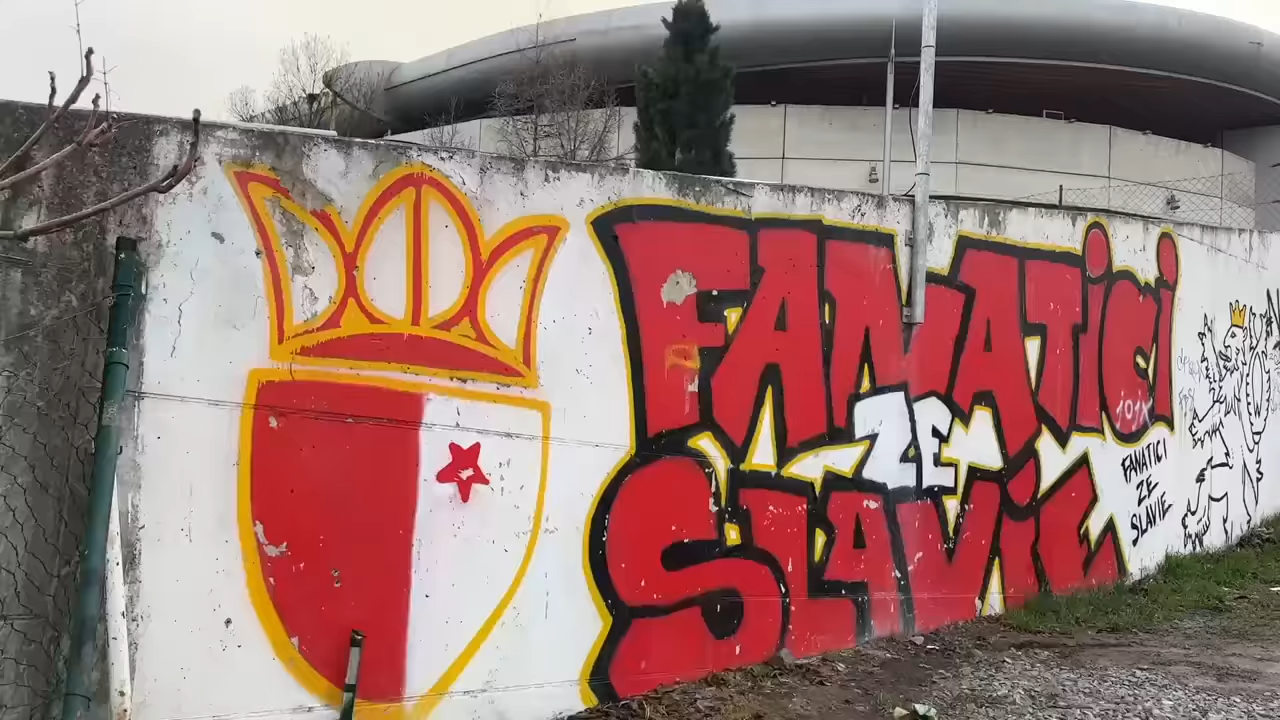 FANATiCi
ZE
SLAViE
FANATICI
ZE
SLAVIE